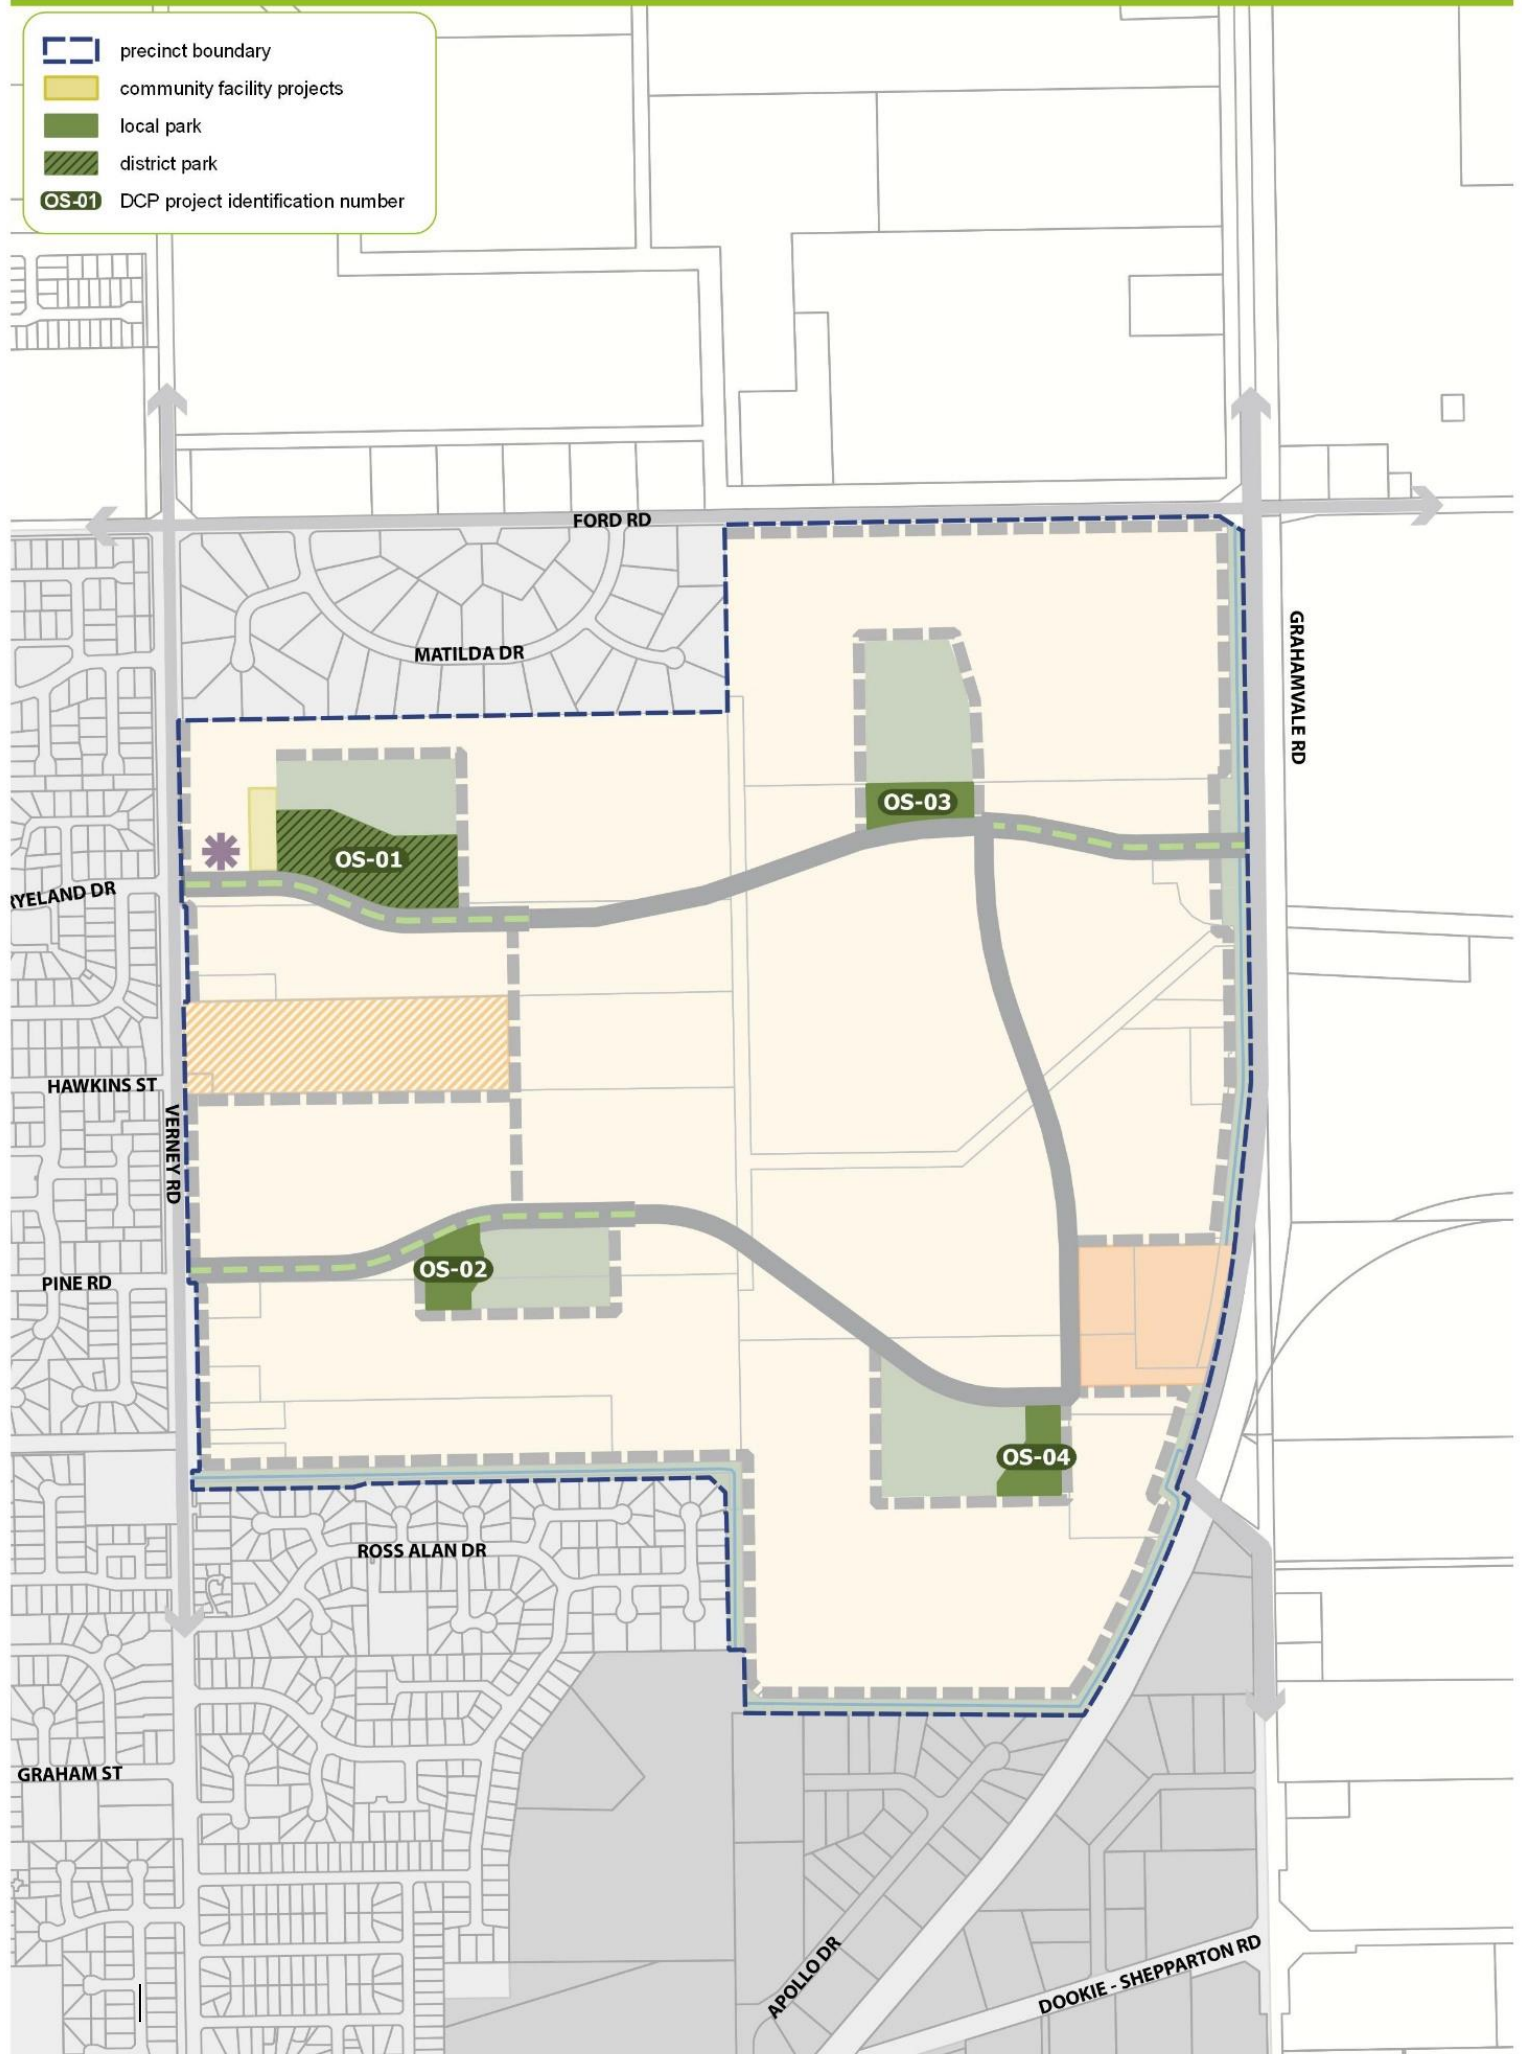 precinct boundary
community facility projects
local park
district park
OS-01 DCP project identification number
FORD RD
MATILDA DR
GRAHAMVALE RD
OS-03
OS-01
RYELAND DR
HAWKINS ST
VERNEY RD
OS-02
PINE RD
OS-04
ROSS ALAN DR
GRAHAM ST
APOLLO DR
DOOKIE - SHEPPARTON RD